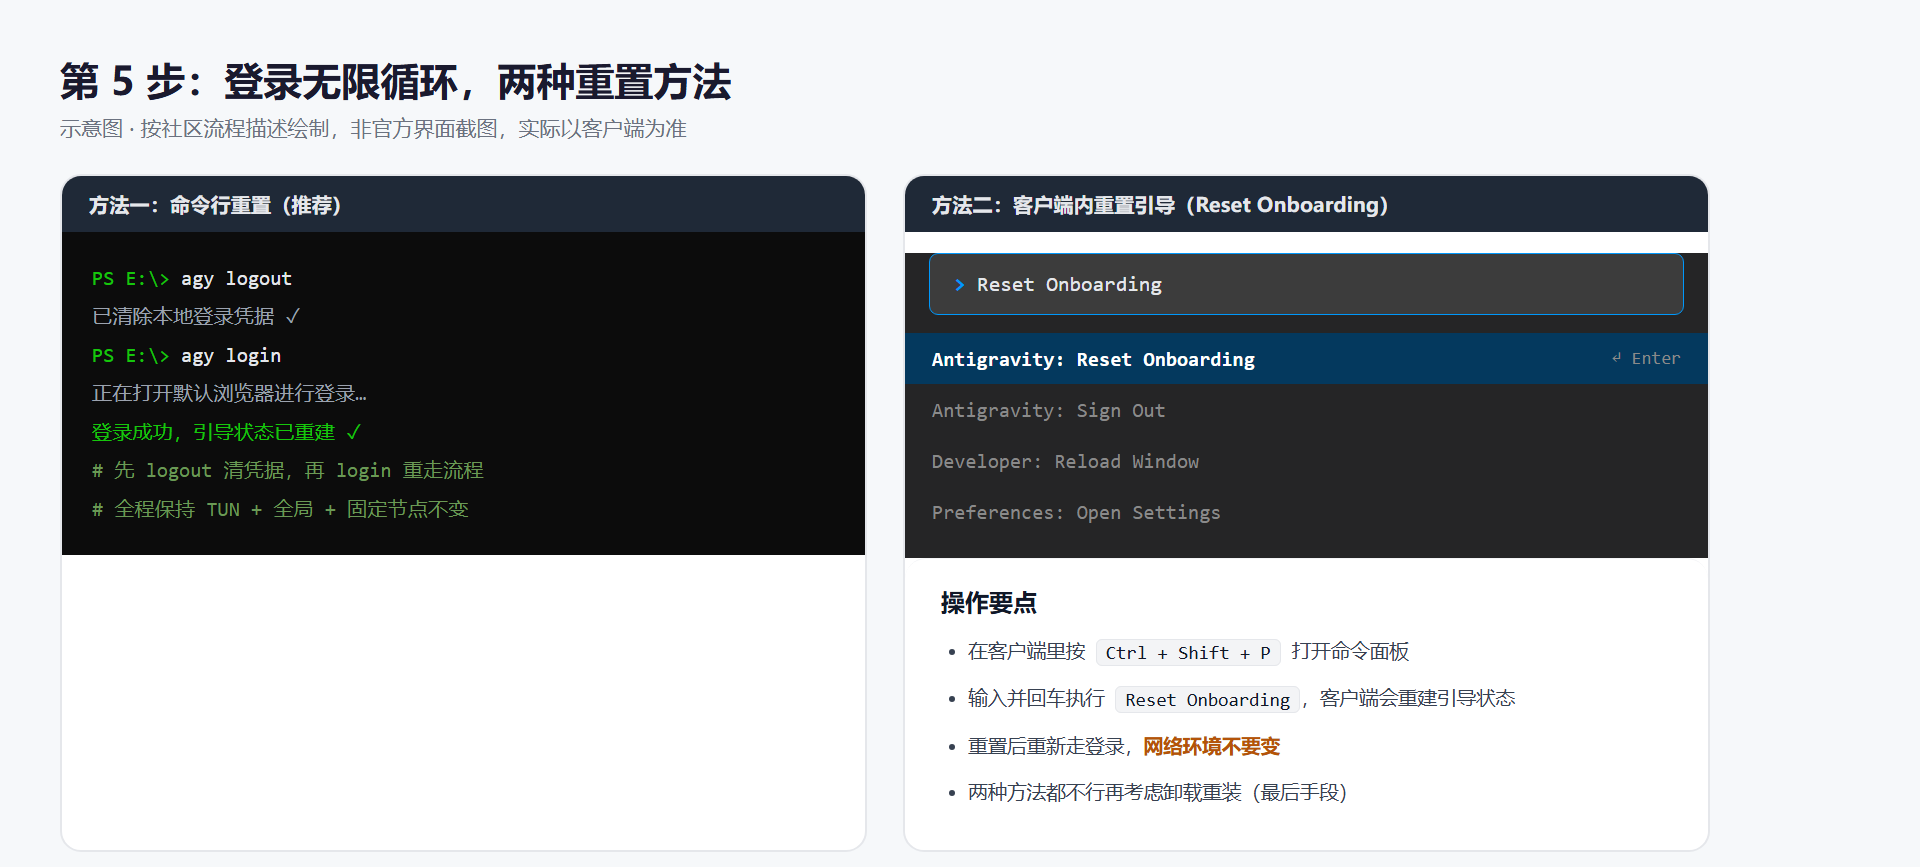 第 5 步：登录无限循环，两种重置方法
示意图 · 按社区流程描述绘制，非官方界面截图，实际以客户端为准
方法一：命令行重置（推荐）
PS E:\> agy logout
已清除本地登录凭据 ✓
PS E:\> agy login
正在打开默认浏览器进行登录…
登录成功，引导状态已重建 ✓
# 先 logout 清凭据，再 login 重走流程
# 全程保持 TUN + 全局 + 固定节点不变
方法二：客户端内重置引导（Reset Onboarding）
› Reset Onboarding
Antigravity: Reset Onboarding ⏎ Enter
Antigravity: Sign Out
Developer: Reload Window
Preferences: Open Settings
操作要点
• 在客户端里按 Ctrl + Shift + P 打开命令面板
• 输入并回车执行 Reset Onboarding，客户端会重建引导状态
• 重置后重新走登录，网络环境不要变
• 两种方法都不行再考虑卸载重装（最后手段）